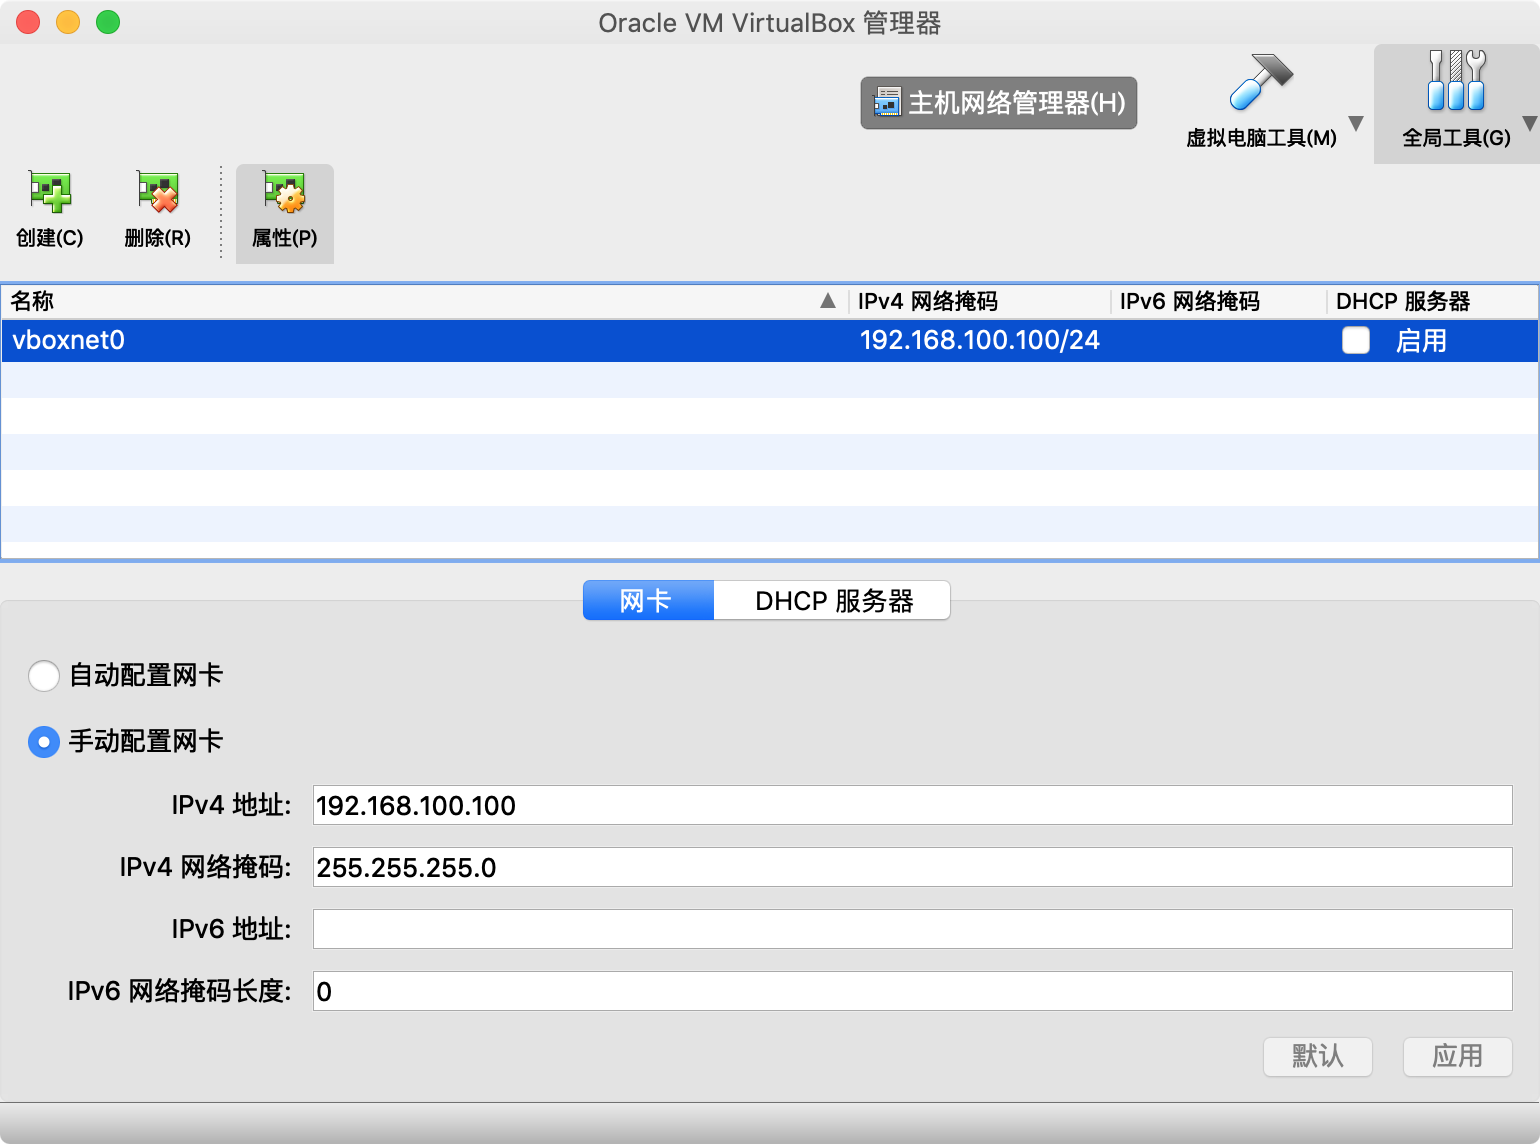 Oracle VM VirtualBox 管理器
主机网络管理器(H)
虚拟电脑工具(M)
全局工具(G)
创建(C)
删除(R)
属性(P)
名称
IPv4 网络掩码
IPv6 网络掩码
DHCP 服务器
vboxnet0
192.168.100.100/24
启用
网卡
DHCP 服务器
自动配置网卡
手动配置网卡
IPv4 地址:
192.168.100.100
IPv4 网络掩码:
255.255.255.0
IPv6 地址:
IPv6 网络掩码长度:
0
默认
应用